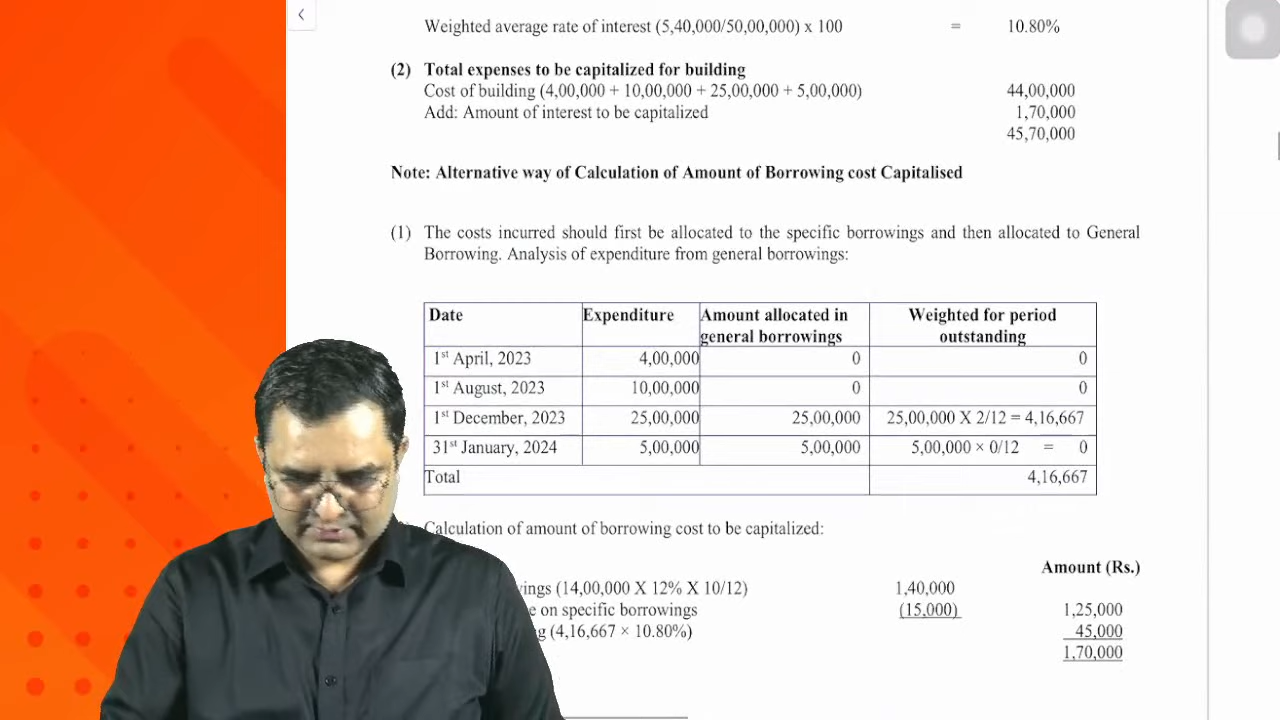 Weighted average rate of interest (5,40,000/50,00,000) x 100 = 10.80%
(2) Total expenses to be capitalized for building
Cost of building (4,00,000 + 10,00,000 + 25,00,000 + 5,00,000) 44,00,000
Add: Amount of interest to be capitalized 1,70,000
45,70,000
Note: Alternative way of Calculation of Amount of Borrowing cost Capitalised
(1) The costs incurred should first be allocated to the specific borrowings and then allocated to General
Borrowing. Analysis of expenditure from general borrowings:
Date Expenditure Amount allocated in general borrowings Weighted for period outstanding
1st April, 2023 4,00,000 0 0
1st August, 2023 10,00,000 0 0
1st December, 2023 25,00,000 25,00,000 25,00,000 X 2/12 = 4,16,667
31st January, 2024 5,00,000 5,00,000 5,00,000 × 0/12 = 0
Total 4,16,667
Calculation of amount of borrowing cost to be capitalized:
Amount (Rs.)
ings (14,00,000 X 12% X 10/12) 1,40,000
e on specific borrowings (15,000) 1,25,000
g (4,16,667 × 10.80%) 45,000
1,70,000